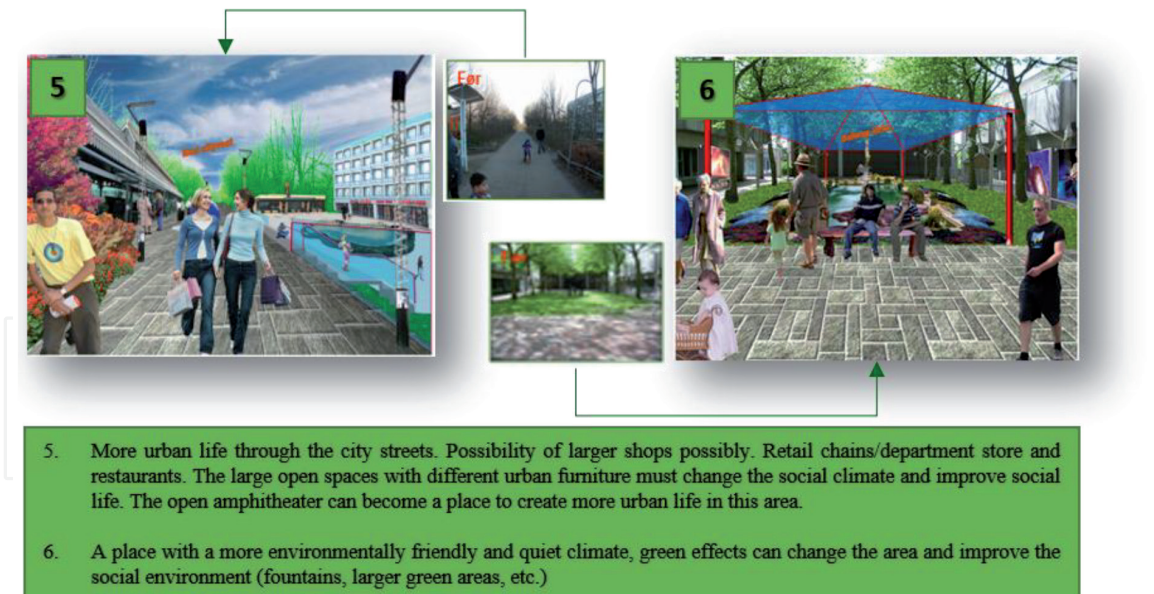 5
Før
6
5. More urban life through the city streets. Possibility of larger shops possibly. Retail chains/department store and
restaurants. The large open spaces with different urban furniture must change the social climate and improve social
life. The open amphitheater can become a place to create more urban life in this area.
6. A place with a more environmentally friendly and quiet climate, green effects can change the area and improve the
social environment (fountains, larger green areas, etc.)